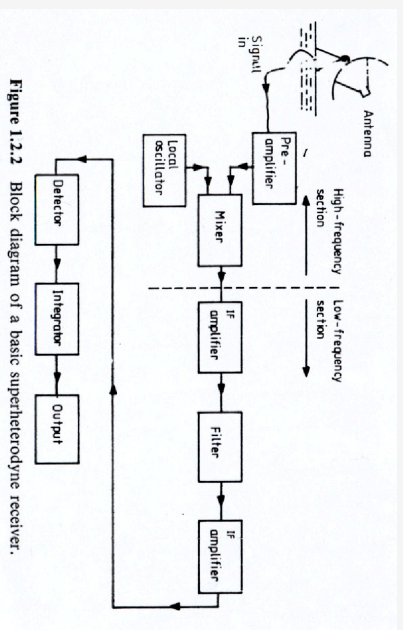 Antenna
Signal
in
High-frequency
section
Low-frequency
section
Pre-
amplifier
Local
oscillator
Mixer
IF
amplifier
Filter
IF
amplifier
Detector
Integrator
Output
Figure 1.2.2 Block diagram of a basic superheterodyne receiver.